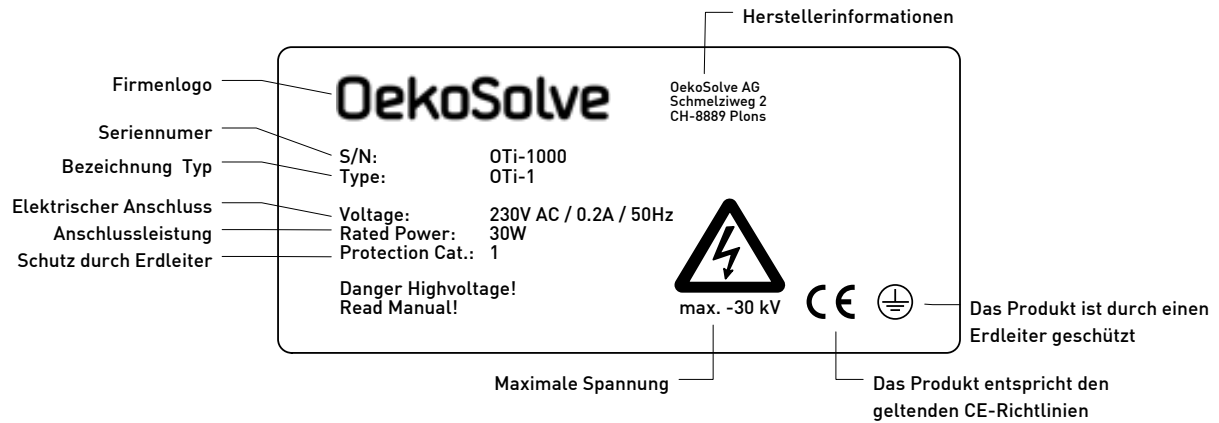 Herstellerinformationen
Firmenlogo
OekoSolve
OekoSolve AG
Schmelziweg 2
CH-8889 Plons
Seriennumer
S/N: OTi-1000
Bezeichnung Typ
Type: OTi-1
Elektrischer Anschluss
Voltage: 230V AC / 0.2A / 50Hz
Anschlussleistung
Rated Power: 30W
Schutz durch Erdleiter
Protection Cat.: 1
Danger Highvoltage!
Read Manual!
max. -30 kV
CE
Das Produkt ist durch einen
Erdleiter geschützt
Maximale Spannung
Das Produkt entspricht den
geltenden CE-Richtlinien